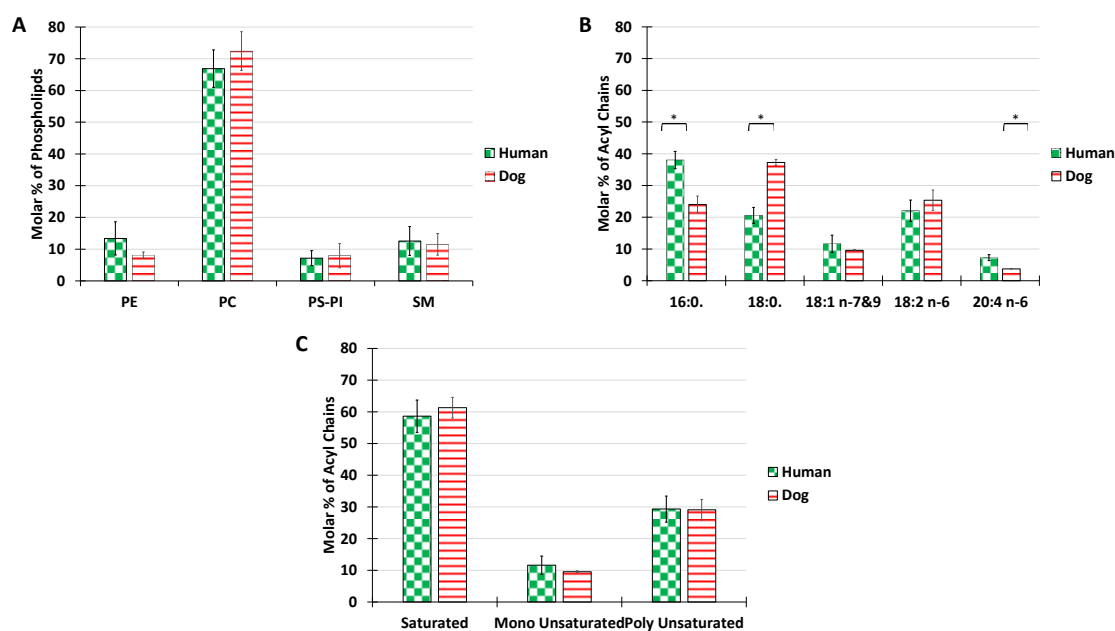 A
Molar % of Phospholipds
80
70
60
50
40
30
20
10
0
PE PC PS-PI SM
Human
Dog
B
Molar % of Acyl Chains
80
70
60
50
40
30
20
10
0
* * *
16:0. 18:0. 18:1 n-7&9 18:2 n-6 20:4 n-6
Human
Dog
C
Molar % of Acyl Chains
80
70
60
50
40
30
20
10
0
Saturated Mono Unsaturated Poly Unsaturated
Human
Dog